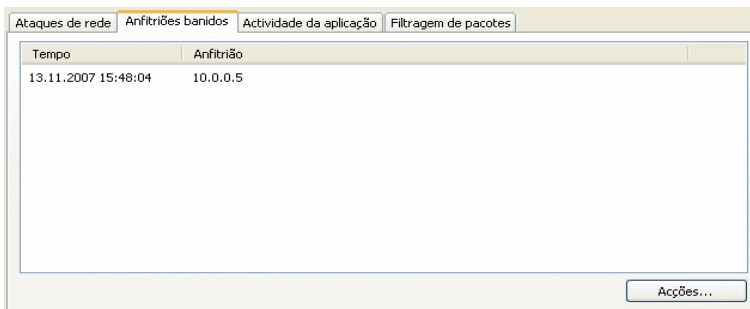 Ataques de rede Anfitriões banidos Actividade da aplicação Filtragem de pacotes
Tempo Anfitrião
13.11.2007 15:48:04 10.0.0.5
Acções...